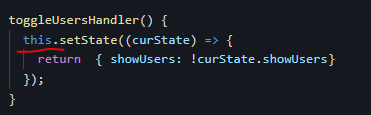 toggleUsersHandler() {
this.setState((curState) => {
return  { showUsers: !curState.showUsers}
});
}